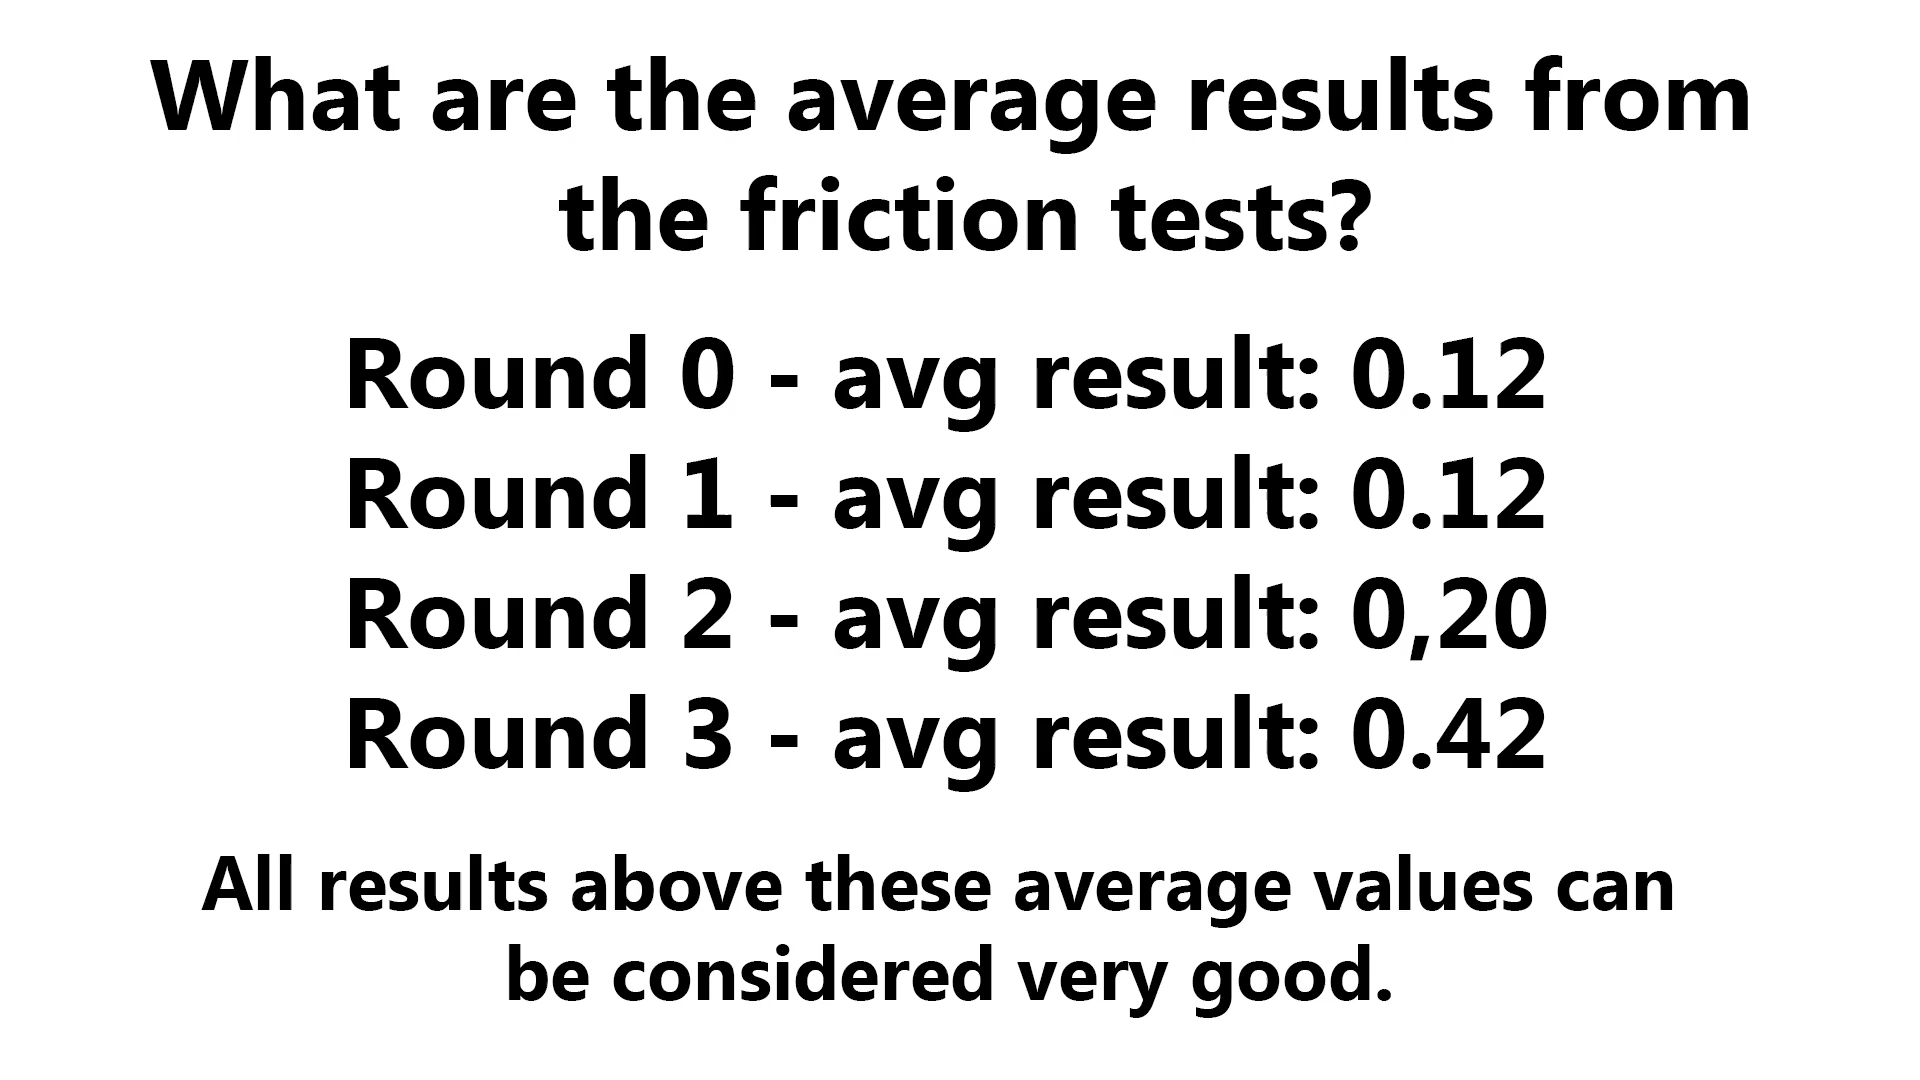 What are the average results from
the friction tests?
Round 0 - avg result: 0.12
Round 1 - avg result: 0.12
Round 2 - avg result: 0,20
Round 3 - avg result: 0.42
All results above these average values can
be considered very good.